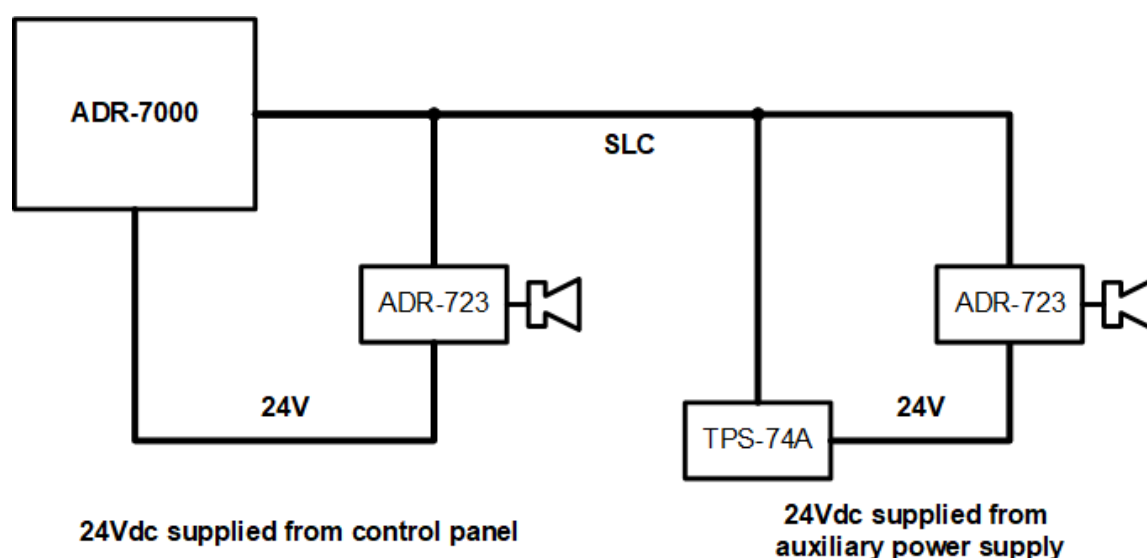 ADR-7000
SLC
ADR-723
ADR-723
24V
24V
TPS-74A
24Vdc supplied from control panel
24Vdc supplied from
auxiliary power supply